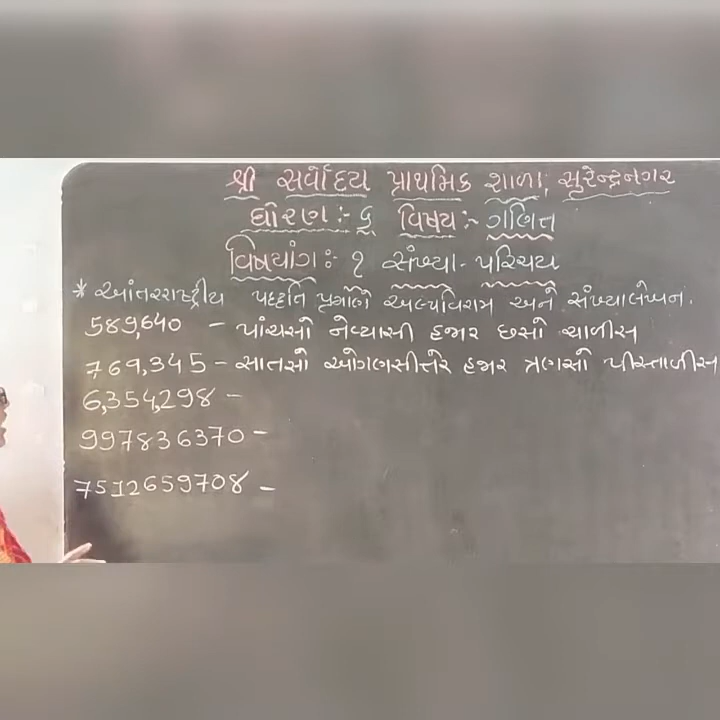 શ્રી સર્વોદય પ્રાથમિક શાળા, સુરેન્દ્રનગર
ધોરણ :- ૬ વિષય :- ગણિત
વિષયાંગ :- ૧ સંખ્યા - પરિચય
* આંતરરાષ્ટ્રીય પદ્ધતિ પ્રમાણે અલ્પવિરામ અને સંખ્યાલેખન.
589,640 - પાંચસો નેવ્યાસી હજાર છસો ચાળીસ
769,345 - સાતસો ઓગણસીત્તેર હજાર ત્રણસો પીસ્તાળીસ
6,354,298 -
997836370 -
7512659708 -